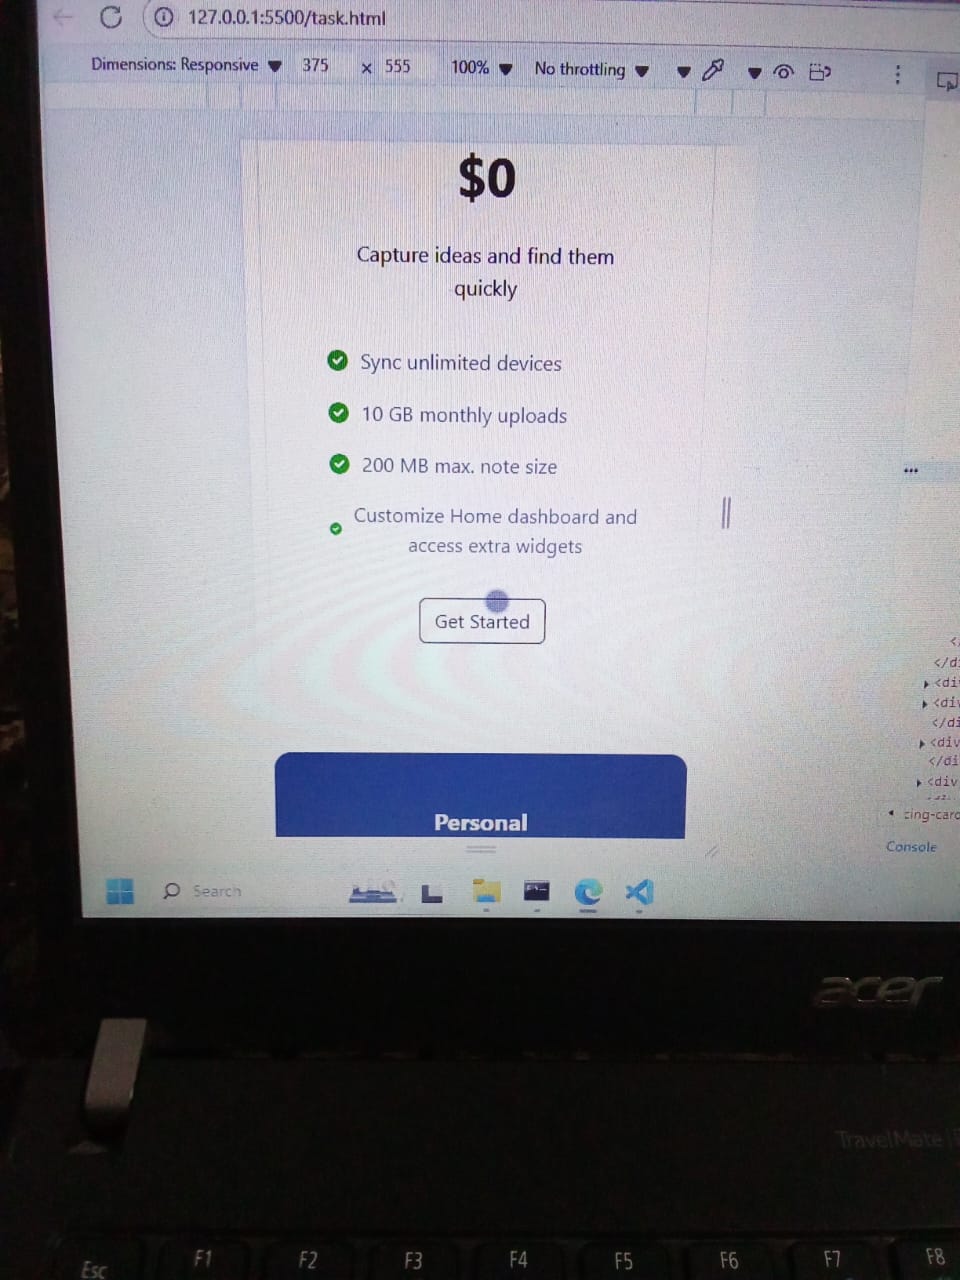 127.0.0.1:5500/task.html
Dimensions: Responsive 375 x 555 100% No throttling
$0
Capture ideas and find them
quickly
Sync unlimited devices
10 GB monthly uploads
200 MB max. note size
Customize Home dashboard and
access extra widgets
Get Started
Personal
</
</di
<di
<div
</di
<div
</di
<div
cing-card
Console
Search
acer
TravelMate
Esc F1 F2 F3 F4 F5 F6 F7 F8